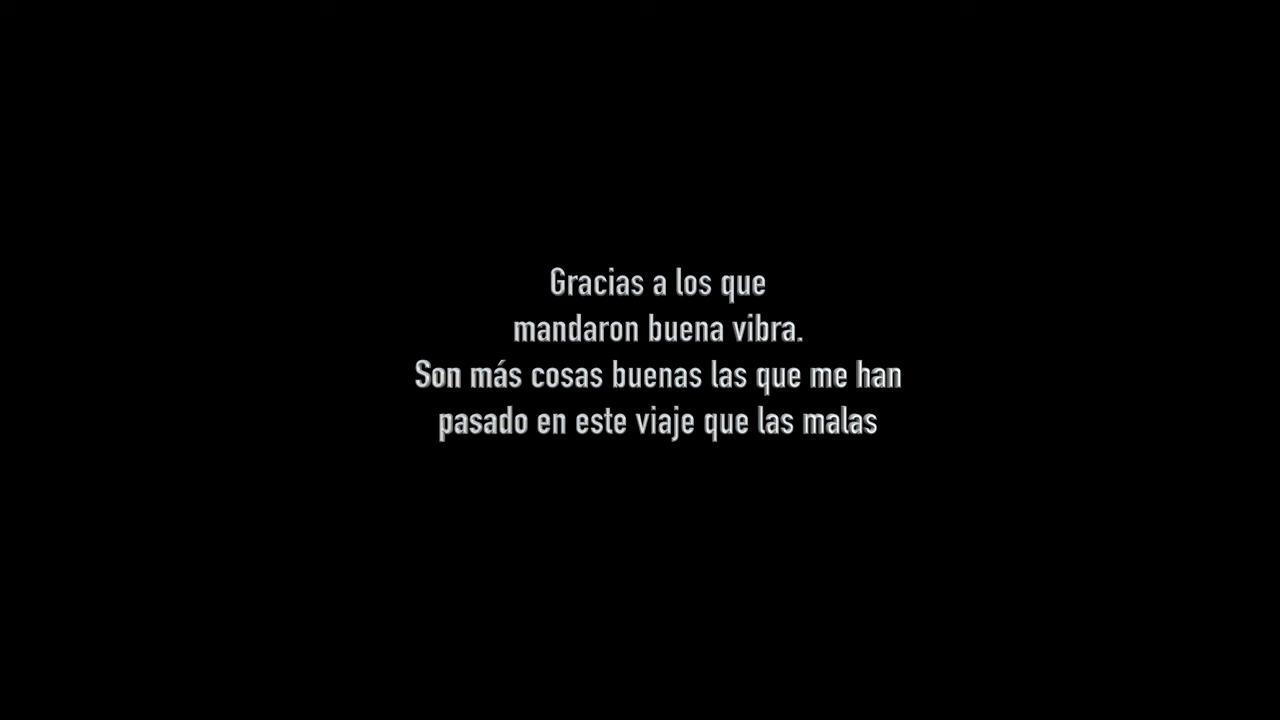 Gracias a los que
mandaron buena vibra.
Son más cosas buenas las que me han
pasado en este viaje que las malas